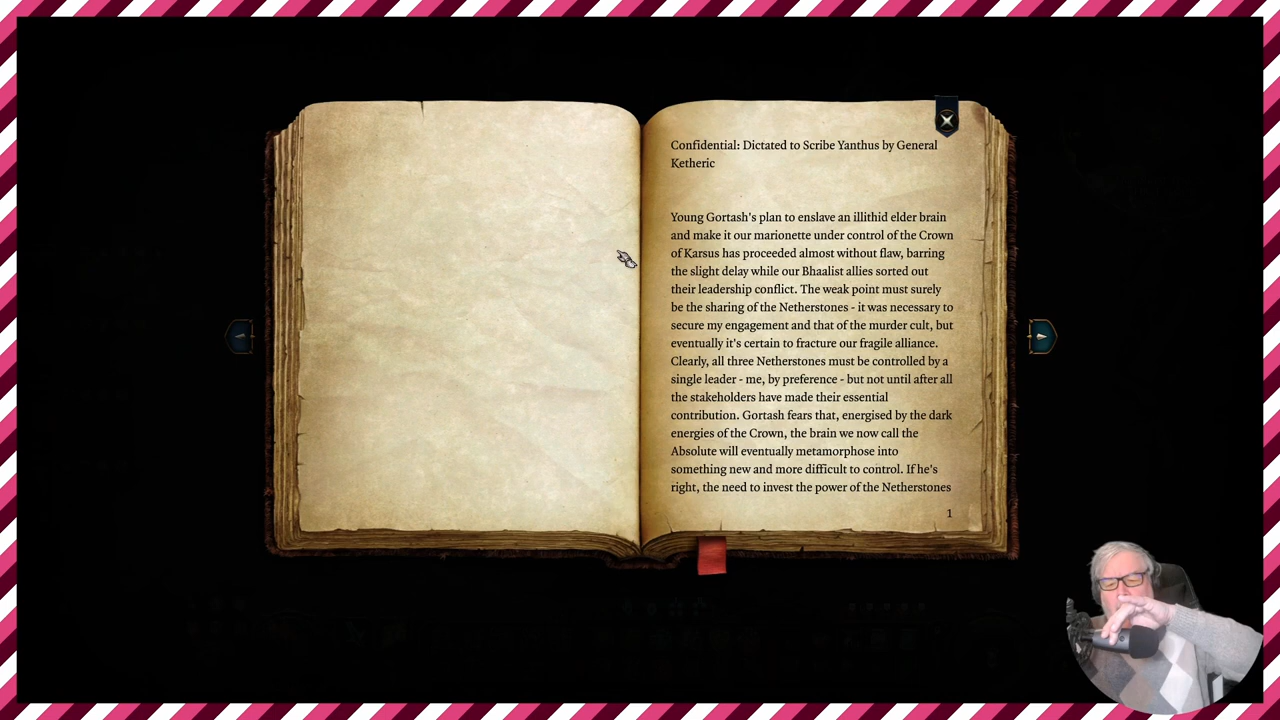 Confidential: Dictated to Scribe Yanthus by General
Ketheric
Young Gortash's plan to enslave an illithid elder brain
and make it our marionette under control of the Crown
of Karsus has proceeded almost without flaw, barring
the slight delay while our Bhaalist allies sorted out
their leadership conflict. The weak point must surely
be the sharing of the Netherstones - it was necessary to
secure my engagement and that of the murder cult, but
eventually it's certain to fracture our fragile alliance.
Clearly, all three Netherstones must be controlled by a
single leader - me, by preference - but not until after all
the stakeholders have made their essential
contribution. Gortash fears that, energised by the dark
energies of the Crown, the brain we now call the
Absolute will eventually metamorphose into
something new and more difficult to control. If he's
right, the need to invest the power of the Netherstones
1